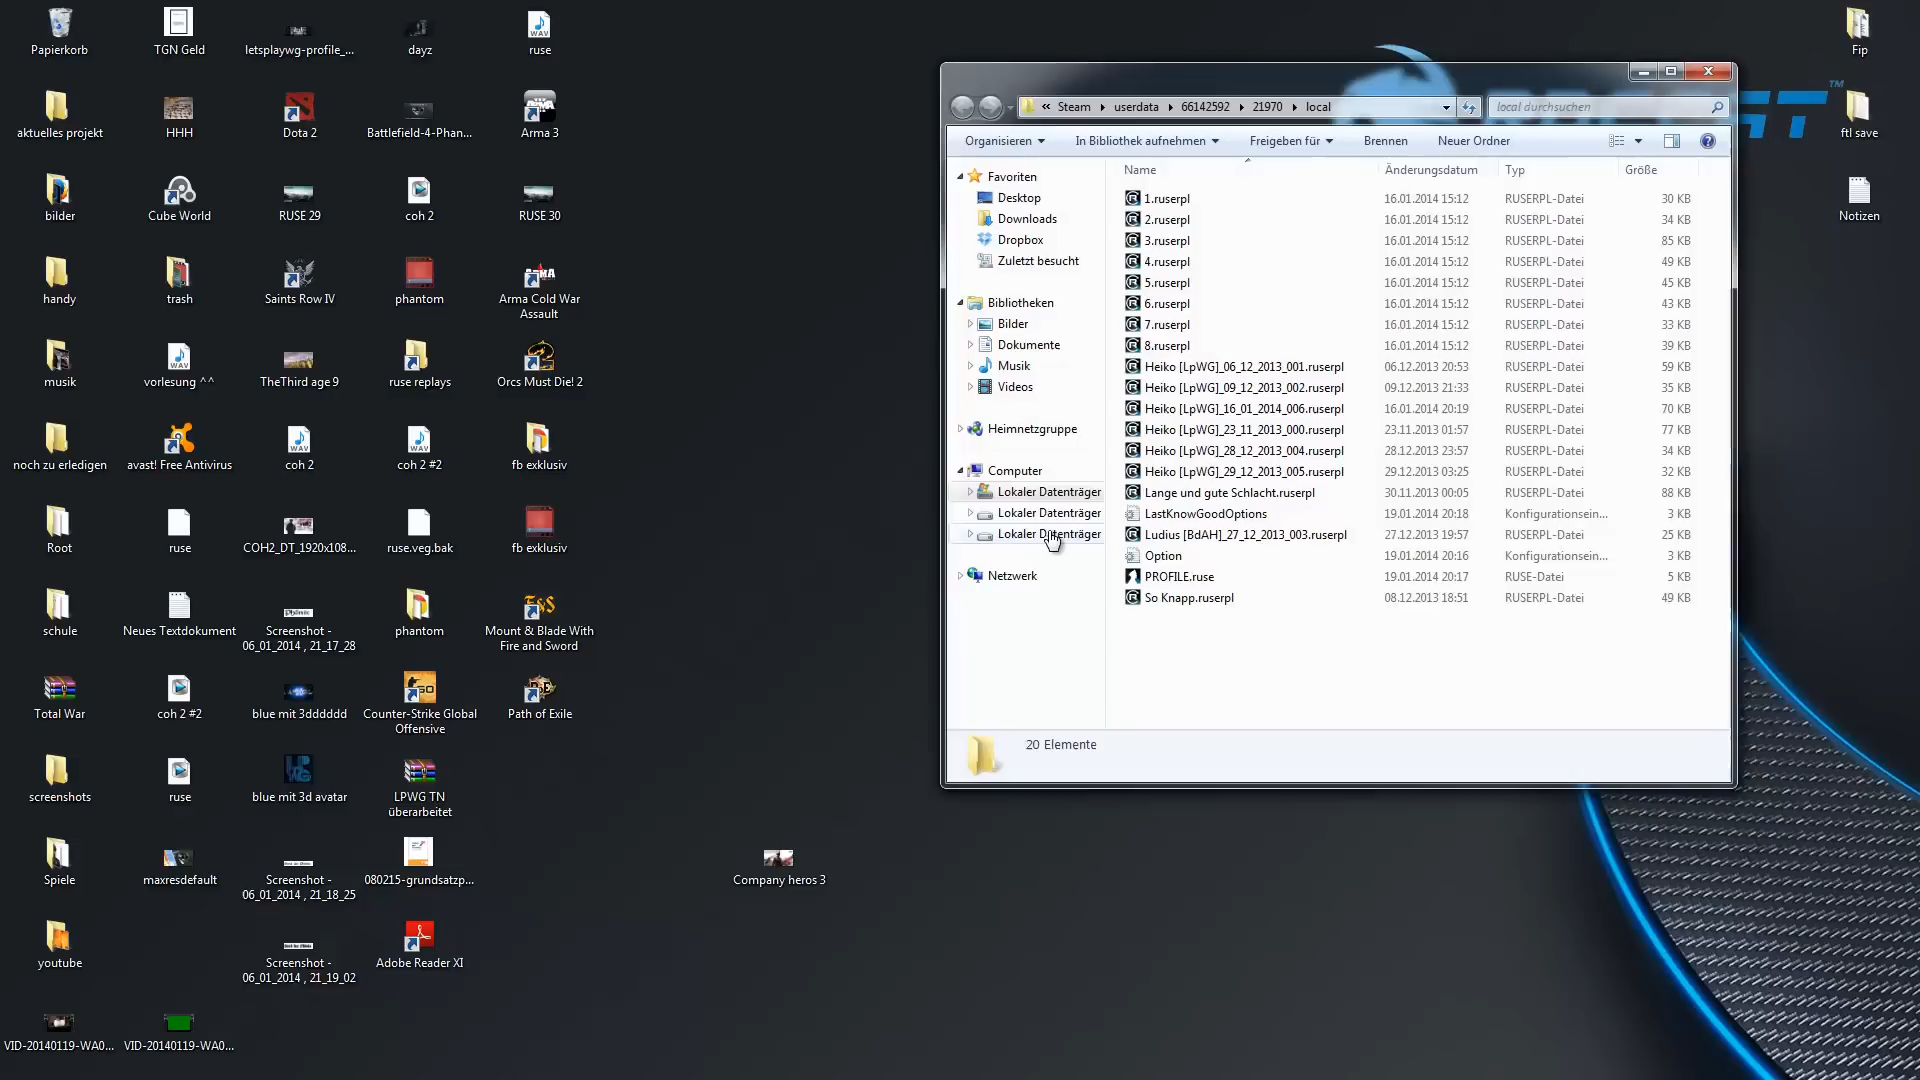 Papierkorb
TGN Geld
letsplaywg-profile_...
dayz
ruse
aktuelles projekt
HHH
Dota 2
Battlefield-4-Phan...
Arma 3
bilder
Cube World
RUSE 29
coh 2
RUSE 30
handy
trash
Saints Row IV
phantom
Arma Cold War
Assault
musik
vorlesung ^^
TheThird age 9
ruse replays
Orcs Must Die! 2
noch zu erledigen
avast! Free Antivirus
coh 2
coh 2 #2
fb exklusiv
Root
ruse
COH2_DT_1920x108...
ruse.veg.bak
fb exklusiv
schule
Neues Textdokument
Screenshot -
06_01_2014 , 21_17_28
phantom
Mount & Blade With
Fire and Sword
Total War
coh 2 #2
blue mit 3dddddd
Counter-Strike Global
Offensive
Path of Exile
screenshots
ruse
blue mit 3d avatar
LPWG TN
überarbeitet
Spiele
maxresdefault
Screenshot -
06_01_2014 , 21_18_25
080215-grundsatzp...
Company heros 3
youtube
Screenshot -
06_01_2014 , 21_19_02
Adobe Reader XI
VID-20140119-WA0...
VID-20140119-WA0...
Fip
ftl save
Notizen
« Steam userdata 66142592 21970 local
local durchsuchen
Organisieren In Bibliothek aufnehmen Freigeben für Brennen Neuer Ordner
Favoriten
Desktop
Downloads
Dropbox
Zuletzt besucht
Bibliotheken
Bilder
Dokumente
Musik
Videos
Heimnetzgruppe
Computer
Lokaler Datenträger
Lokaler Datenträger
Lokaler Datenträger
Netzwerk
Name Änderungsdatum Typ Größe
1.ruserpl 16.01.2014 15:12 RUSERPL-Datei 30 KB
2.ruserpl 16.01.2014 15:12 RUSERPL-Datei 34 KB
3.ruserpl 16.01.2014 15:12 RUSERPL-Datei 85 KB
4.ruserpl 16.01.2014 15:12 RUSERPL-Datei 49 KB
5.ruserpl 16.01.2014 15:12 RUSERPL-Datei 45 KB
6.ruserpl 16.01.2014 15:12 RUSERPL-Datei 43 KB
7.ruserpl 16.01.2014 15:12 RUSERPL-Datei 33 KB
8.ruserpl 16.01.2014 15:12 RUSERPL-Datei 39 KB
Heiko [LpWG]_06_12_2013_001.ruserpl 06.12.2013 20:53 RUSERPL-Datei 59 KB
Heiko [LpWG]_09_12_2013_002.ruserpl 09.12.2013 21:33 RUSERPL-Datei 35 KB
Heiko [LpWG]_16_01_2014_006.ruserpl 16.01.2014 20:19 RUSERPL-Datei 70 KB
Heiko [LpWG]_23_11_2013_000.ruserpl 23.11.2013 01:57 RUSERPL-Datei 77 KB
Heiko [LpWG]_28_12_2013_004.ruserpl 28.12.2013 23:57 RUSERPL-Datei 34 KB
Heiko [LpWG]_29_12_2013_005.ruserpl 29.12.2013 03:25 RUSERPL-Datei 32 KB
Lange und gute Schlacht.ruserpl 30.11.2013 00:05 RUSERPL-Datei 88 KB
LastKnowGoodOptions 19.01.2014 20:18 Konfigurationsein... 3 KB
Ludius [BdAH]_27_12_2013_003.ruserpl 27.12.2013 19:57 RUSERPL-Datei 25 KB
Option 19.01.2014 20:16 Konfigurationsein... 3 KB
PROFILE.ruse 19.01.2014 20:17 RUSE-Datei 5 KB
So Knapp.ruserpl 08.12.2013 18:51 RUSERPL-Datei 49 KB
20 Elemente